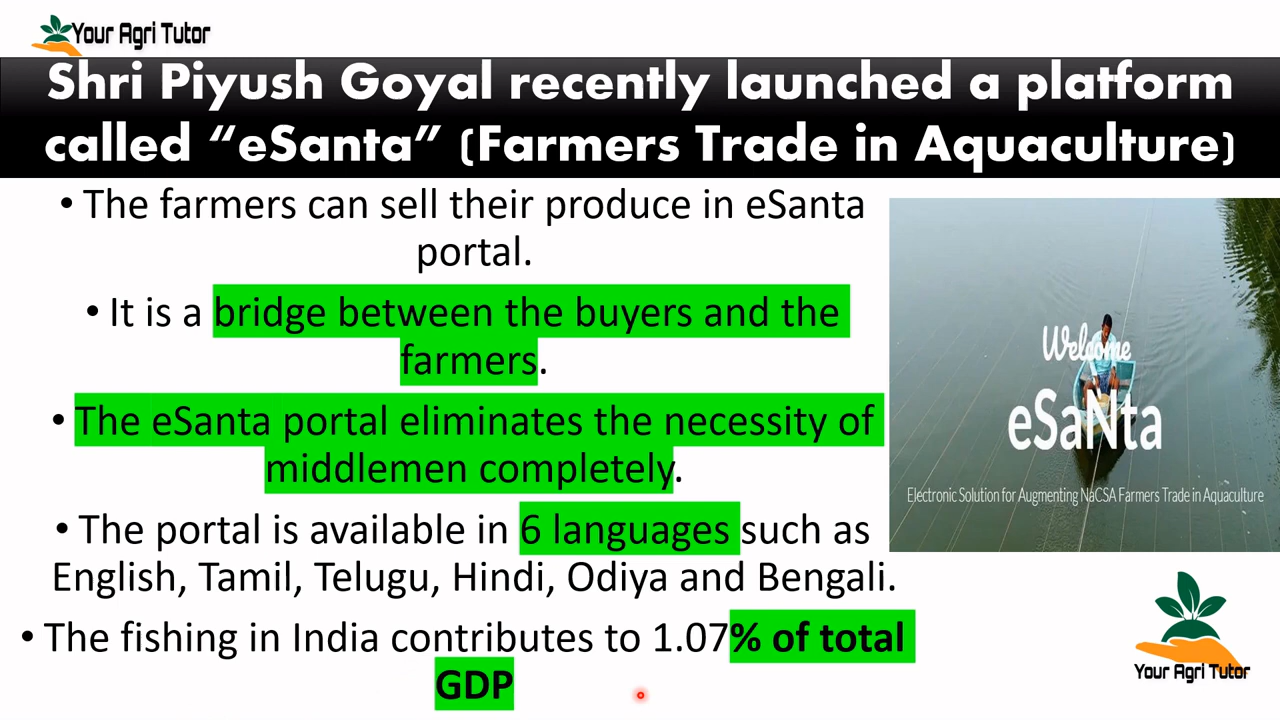 Your Agri Tutor
Shri Piyush Goyal recently launched a platform
called “eSanta” (Farmers Trade in Aquaculture)
• The farmers can sell their produce in eSanta
portal.
• It is a bridge between the buyers and the
farmers.
• The eSanta portal eliminates the necessity of
middlemen completely.
• The portal is available in 6 languages such as
English, Tamil, Telugu, Hindi, Odiya and Bengali.
• The fishing in India contributes to 1.07% of total
GDP
Welcome
eSaNta
Electronic Solution for Augmenting NaCSA Farmers Trade in Aquaculture
Your Agri Tutor